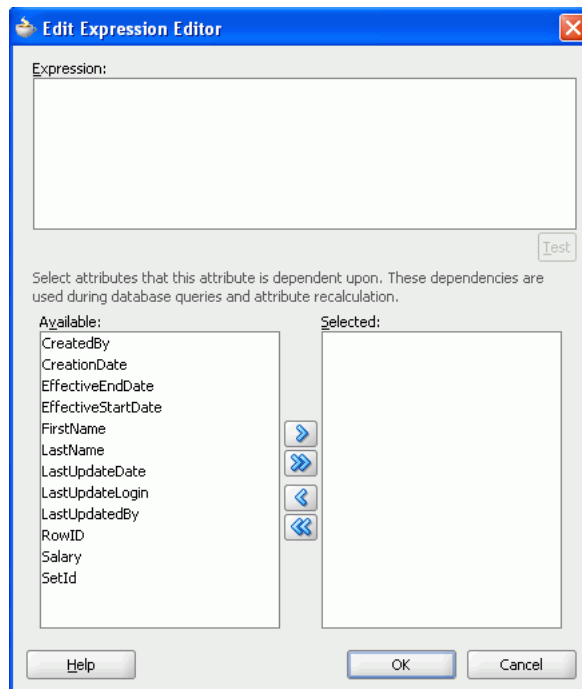 Edit Expression Editor
Expression:
Test
Select attributes that this attribute is dependent upon. These dependencies are
used during database queries and attribute recalculation.
Available:
Selected:
CreatedBy
CreationDate
EffectiveEndDate
EffectiveStartDate
FirstName
LastName
LastUpdateDate
LastUpdateLogin
LastUpdatedBy
RowID
Salary
SetId
Help
OK
Cancel